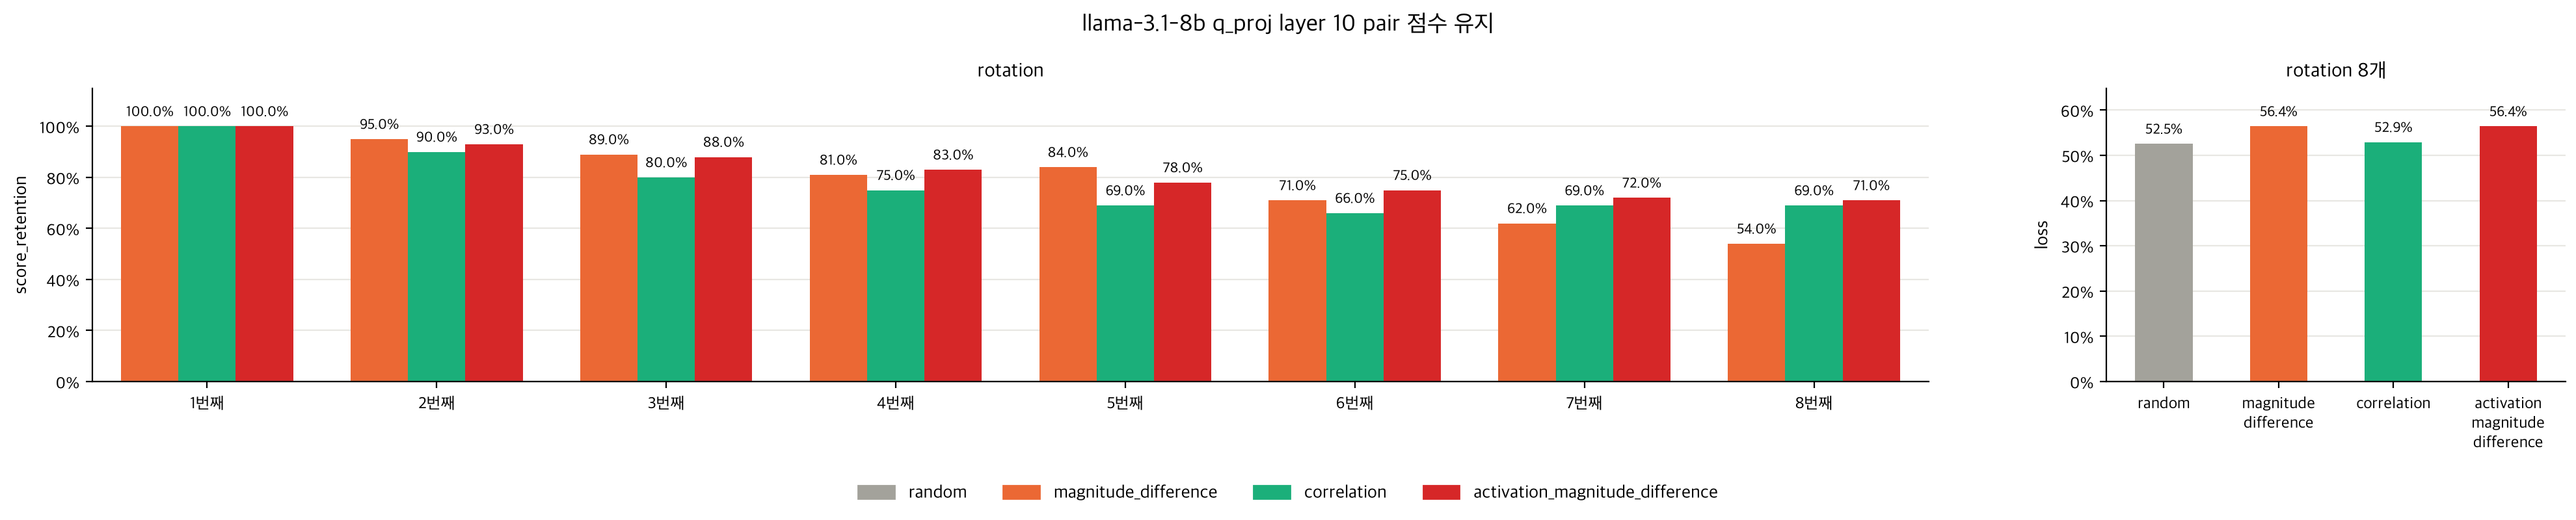 llama-3.1-8b q_proj layer 10 pair 점수 유지
rotation
score_retention
100%
80%
60%
40%
20%
0%
100.0% 100.0% 100.0%
95.0% 90.0% 93.0%
89.0% 80.0% 88.0%
81.0% 75.0% 83.0%
84.0% 69.0% 78.0%
71.0% 66.0% 75.0%
62.0% 69.0% 72.0%
54.0% 69.0% 71.0%
1번째 2번째 3번째 4번째 5번째 6번째 7번째 8번째
rotation 8개
loss
60%
50%
40%
30%
20%
10%
0%
52.5% 56.4% 52.9% 56.4%
random
magnitude
difference
correlation
activation
magnitude
difference
random magnitude_difference correlation activation_magnitude_difference